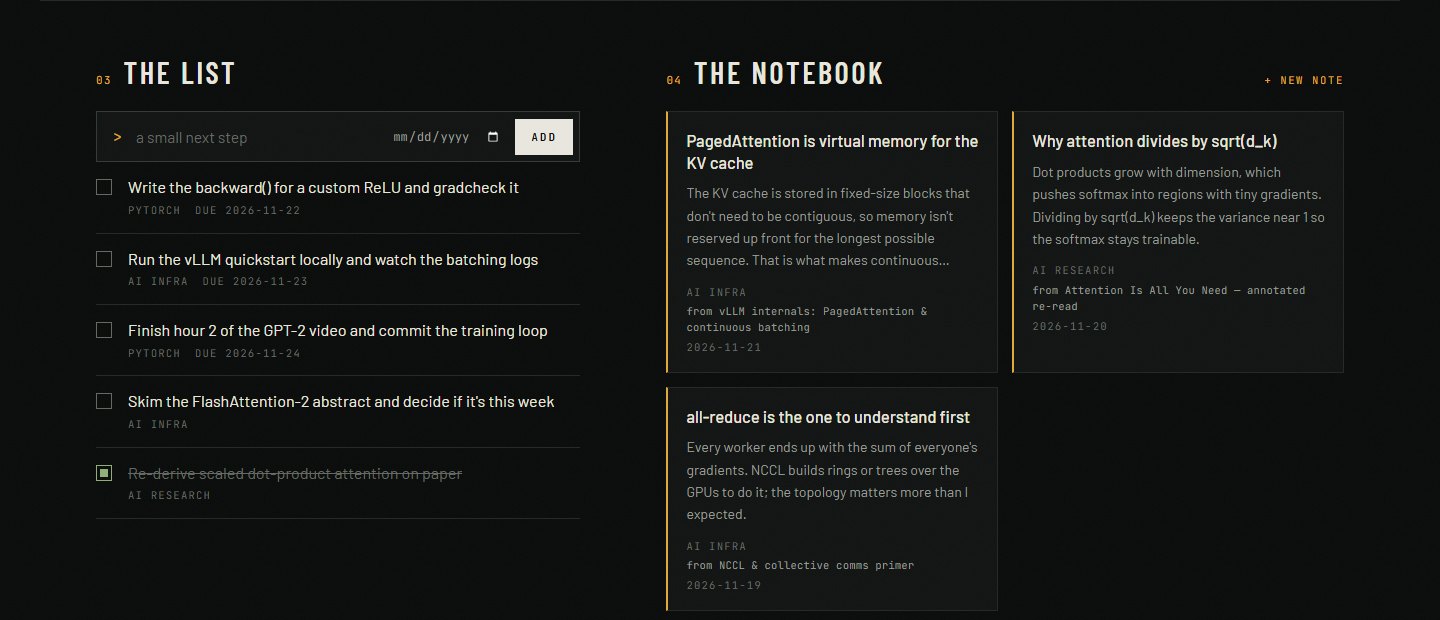 03 THE LIST
> a small next step mm/dd/yyyy ADD
Write the backward() for a custom ReLU and gradcheck it
PYTORCH DUE 2026-11-22
Run the vLLM quickstart locally and watch the batching logs
AI INFRA DUE 2026-11-23
Finish hour 2 of the GPT-2 video and commit the training loop
PYTORCH DUE 2026-11-24
Skim the FlashAttention-2 abstract and decide if it's this week
AI INFRA
Re-derive scaled dot-product attention on paper
AI RESEARCH
04 THE NOTEBOOK
+ NEW NOTE
PagedAttention is virtual memory for the
KV cache
The KV cache is stored in fixed-size blocks that
don't need to be contiguous, so memory isn't
reserved up front for the longest possible
sequence. That is what makes continuous...
AI INFRA
from vLLM internals: PagedAttention &
continuous batching
2026-11-21
Why attention divides by sqrt(d_k)
Dot products grow with dimension, which
pushes softmax into regions with tiny gradients.
Dividing by sqrt(d_k) keeps the variance near 1 so
the softmax stays trainable.
AI RESEARCH
from Attention Is All You Need — annotated
re-read
2026-11-20
all-reduce is the one to understand first
Every worker ends up with the sum of everyone's
gradients. NCCL builds rings or trees over the
GPUs to do it; the topology matters more than I
expected.
AI INFRA
from NCCL & collective comms primer
2026-11-19